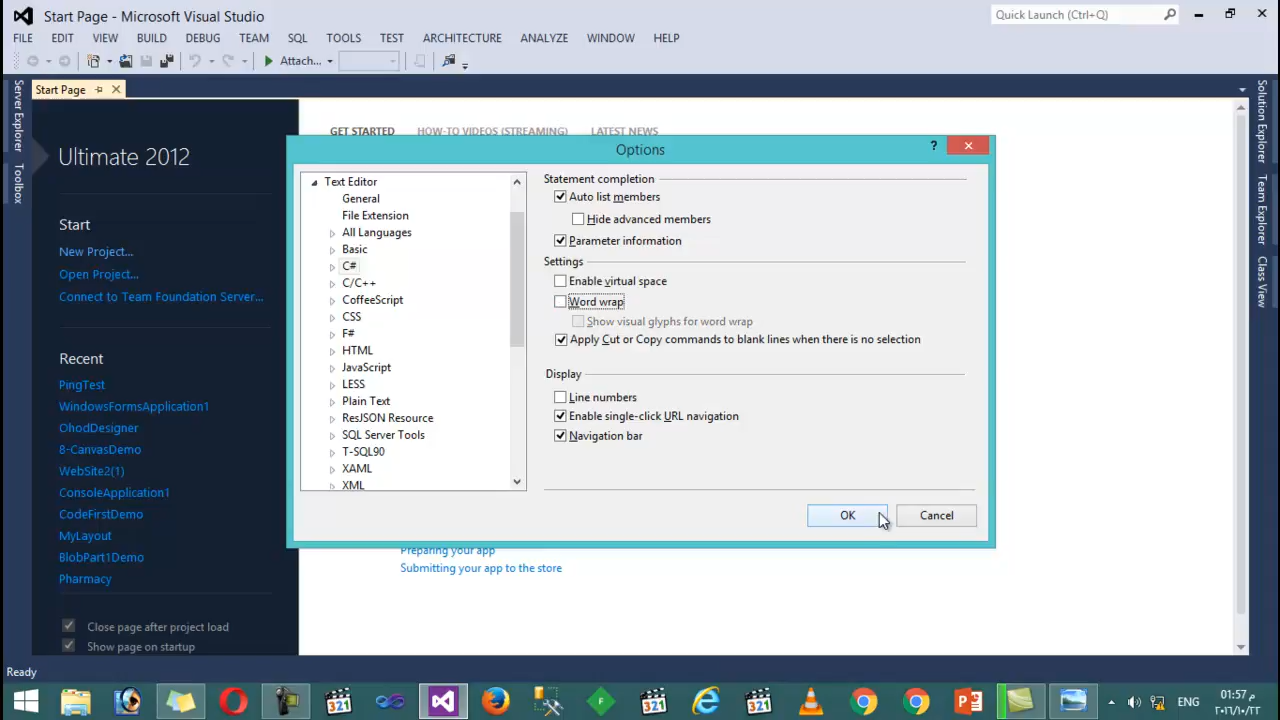 Start Page - Microsoft Visual Studio
Quick Launch (Ctrl+Q)
FILE EDIT VIEW BUILD DEBUG TEAM SQL TOOLS TEST ARCHITECTURE ANALYZE WINDOW HELP
Attach...
Start Page
Server Explorer
Toolbox
Solution Explorer
Team Explorer
Class View
Ultimate 2012
Start
New Project...
Open Project...
Connect to Team Foundation Server...
Recent
PingTest
WindowsFormsApplication1
OhodDesigner
8-CanvasDemo
WebSite2(1)
ConsoleApplication1
CodeFirstDemo
MyLayout
BlobPart1Demo
Pharmacy
Close page after project load
Show page on startup
GET STARTED HOW-TO VIDEOS (STREAMING) LATEST NEWS
Options
?
Text Editor
General
File Extension
All Languages
Basic
C#
C/C++
CoffeeScript
CSS
F#
HTML
JavaScript
LESS
Plain Text
ResJSON Resource
SQL Server Tools
T-SQL90
XAML
XML
Statement completion
Auto list members
Hide advanced members
Parameter information
Settings
Enable virtual space
Word wrap
Show visual glyphs for word wrap
Apply Cut or Copy commands to blank lines when there is no selection
Display
Line numbers
Enable single-click URL navigation
Navigation bar
OK Cancel
Preparing your app
Submitting your app to the store
Ready
321
321
321
ENG
01:57 م
٢٠١٦/١٠/٢٢